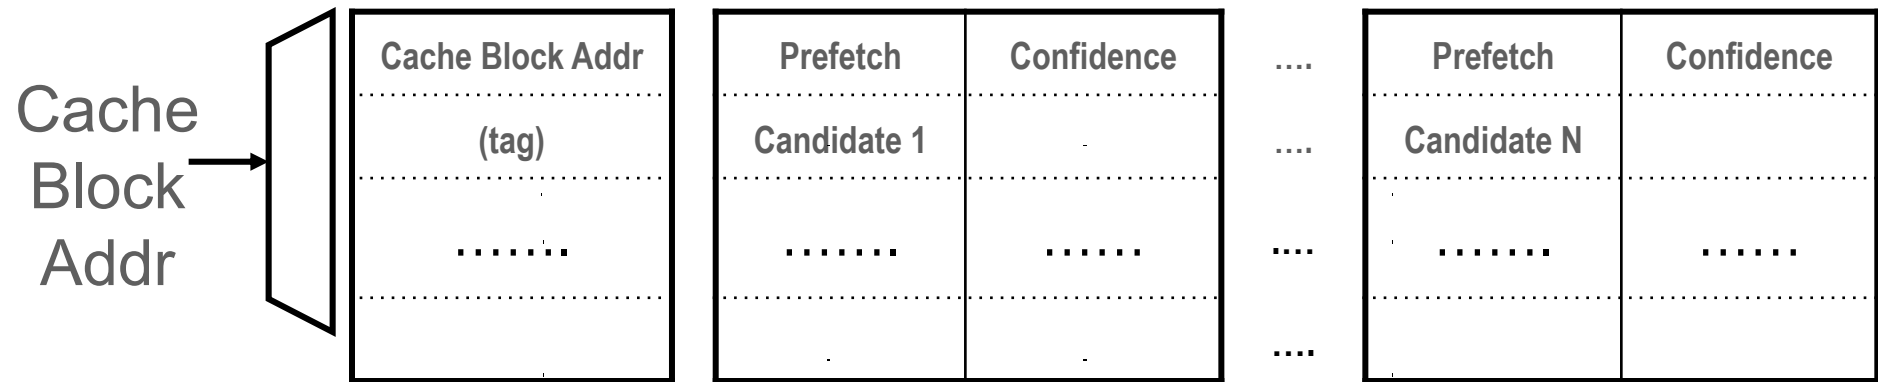 Cache
Block
Addr
Cache Block Addr
(tag)
.......
Prefetch
Candidate 1
.......
Confidence
......
....
....
....
....
Prefetch
Candidate N
.......
Confidence
......